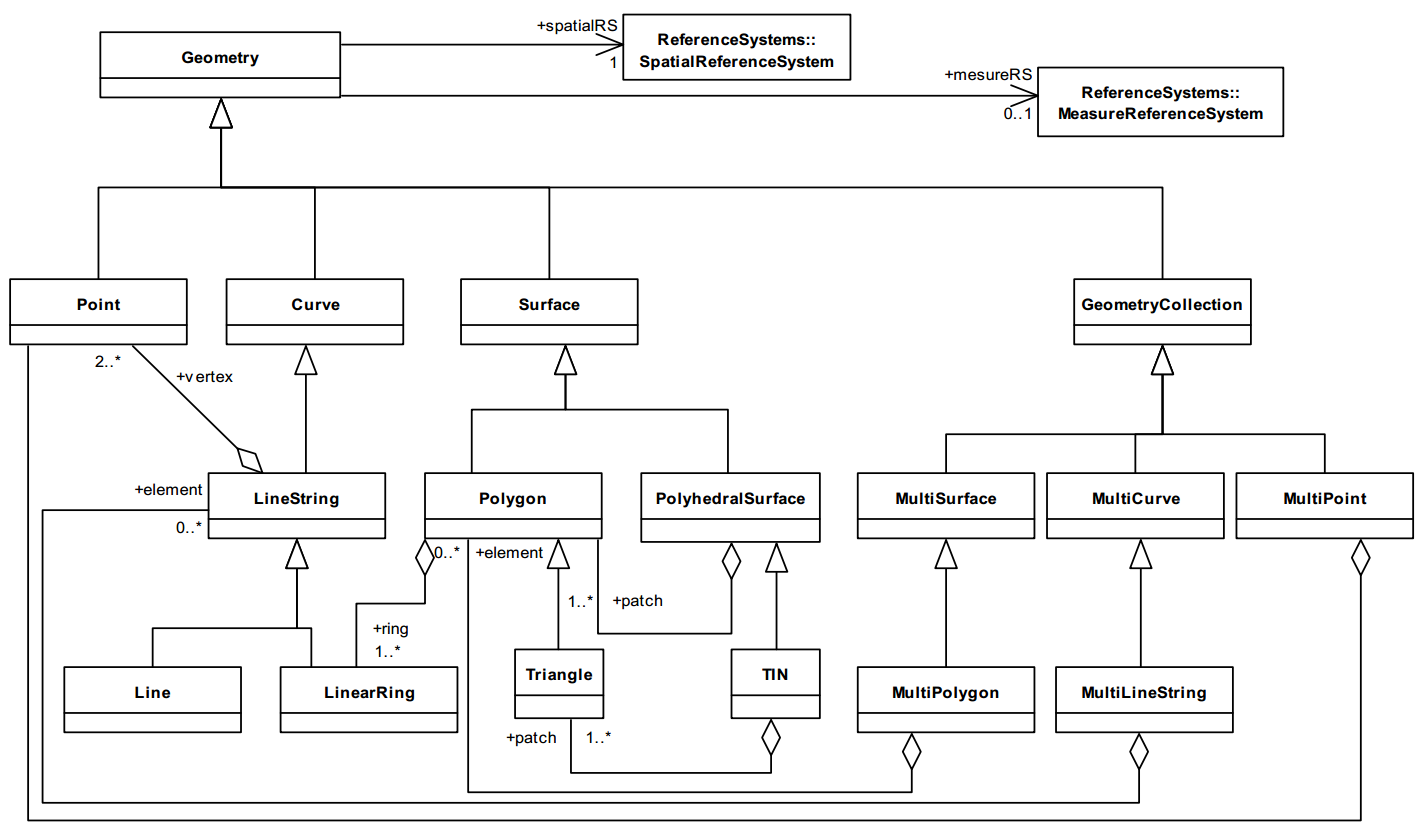 +spatialRS
ReferenceSystems::
SpatialReferenceSystem
1
Geometry
+mesureRS
ReferenceSystems::
MeasureReferenceSystem
0..1
Point
Curve
Surface
GeometryCollection
2..*
+vertex
+element
0..*
LineString
Polygon
PolyhedralSurface
MultiSurface
MultiCurve
MultiPoint
0..*
+element
1..*
+patch
+ring
1..*
Line
LinearRing
Triangle
TIN
MultiPolygon
MultiLineString
+patch
1..*